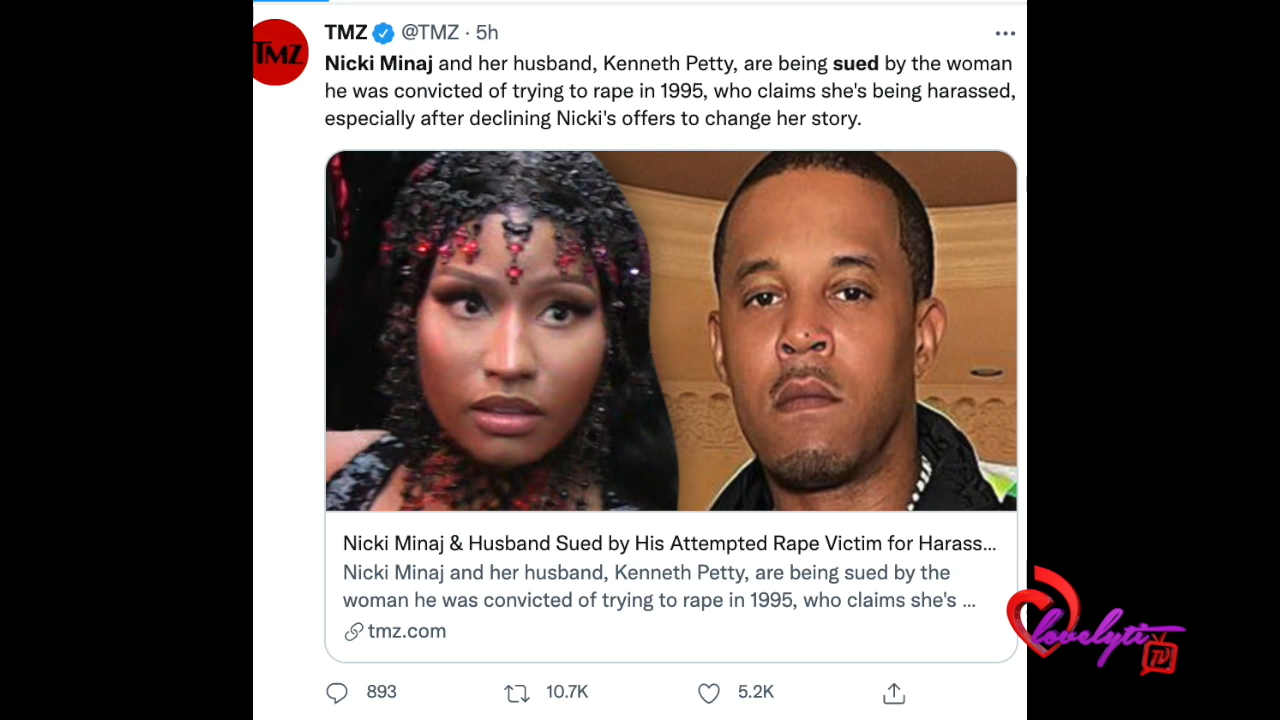 TMZ @TMZ · 5h
TMZ
Nicki Minaj and her husband, Kenneth Petty, are being sued by the woman
he was convicted of trying to rape in 1995, who claims she's being harassed,
especially after declining Nicki's offers to change her story.
Nicki Minaj & Husband Sued by His Attempted Rape Victim for Harass...
Nicki Minaj and her husband, Kenneth Petty, are being sued by the
woman he was convicted of trying to rape in 1995, who claims she's ...
tmz.com
893 10.7K 5.2K
lovelyti
TV